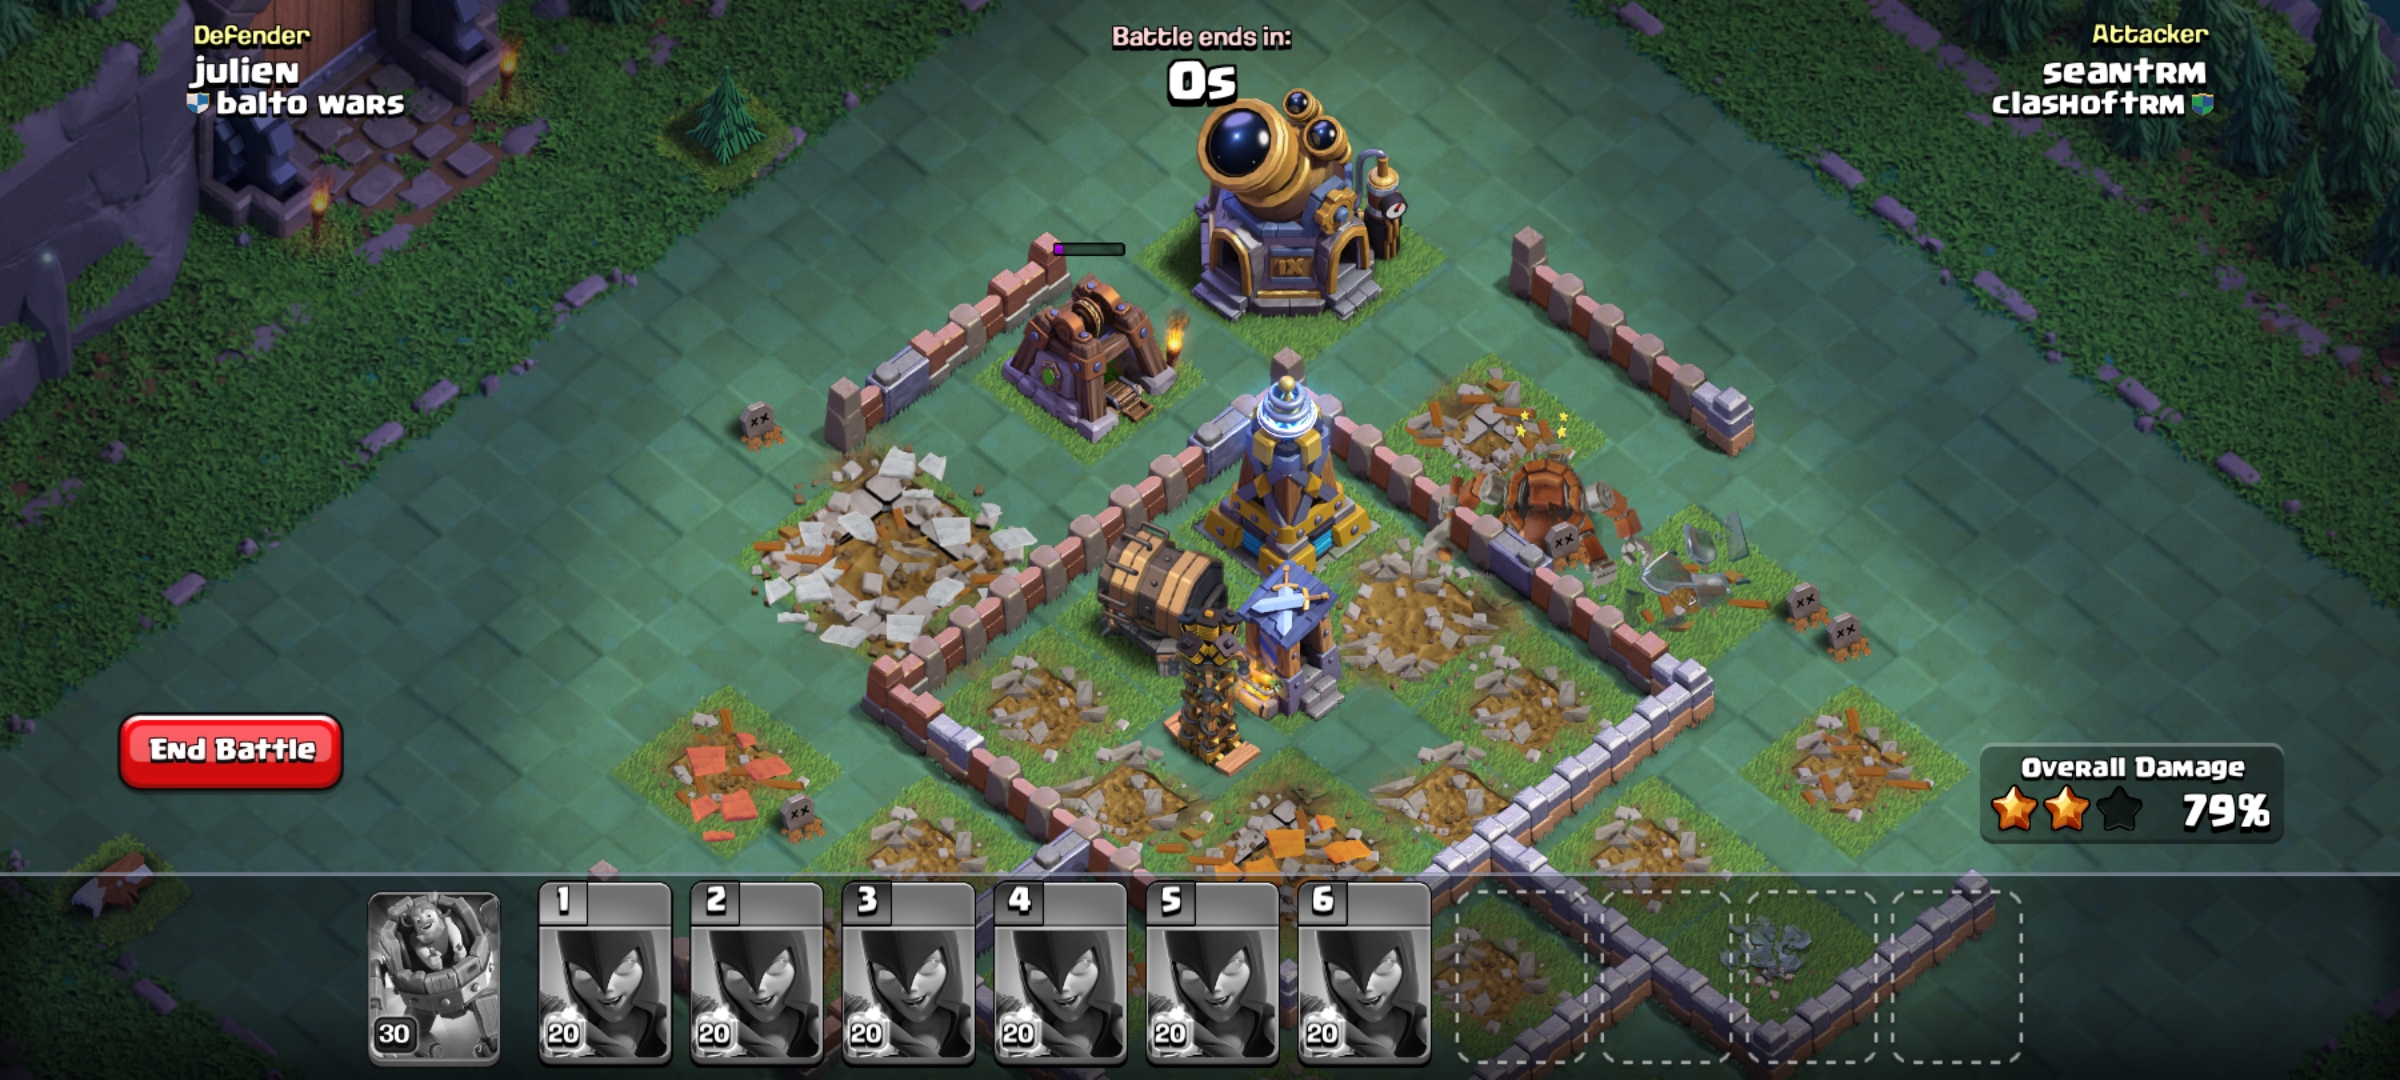 Defender
julien
balto wars
Battle ends in:
0s
Attacker
seantrm
clashoftrm
IX
End Battle
Overall Damage
79%
30
1
2
3
4
5
6
20
20
20
20
20
20